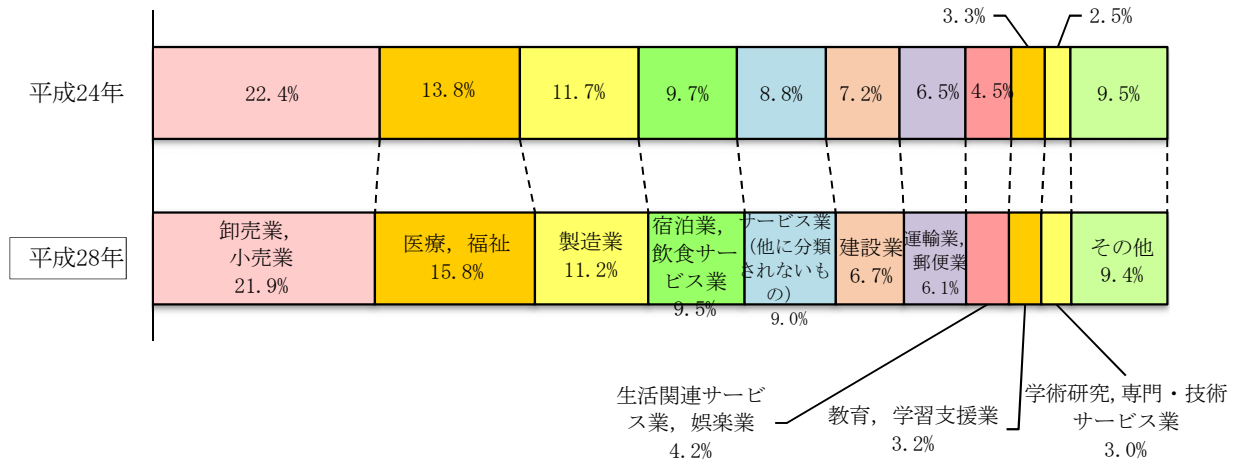 3.3%
2.5%
平成24年
22.4%
13.8%
11.7%
9.7%
8.8%
7.2%
6.5%
4.5%
9.5%
平成28年
卸売業,
小売業
21.9%
医療, 福祉
15.8%
製造業
11.2%
宿泊業,
飲食サー
ビス業
9.5%
サービス業
(他に分類
されないも
の)
9.0%
建設業
6.7%
運輸業,
郵便業
6.1%
その他
9.4%
生活関連サービ
ス業, 娯楽業
4.2%
教育, 学習支援業
3.2%
学術研究,専門・技術
サービス業
3.0%